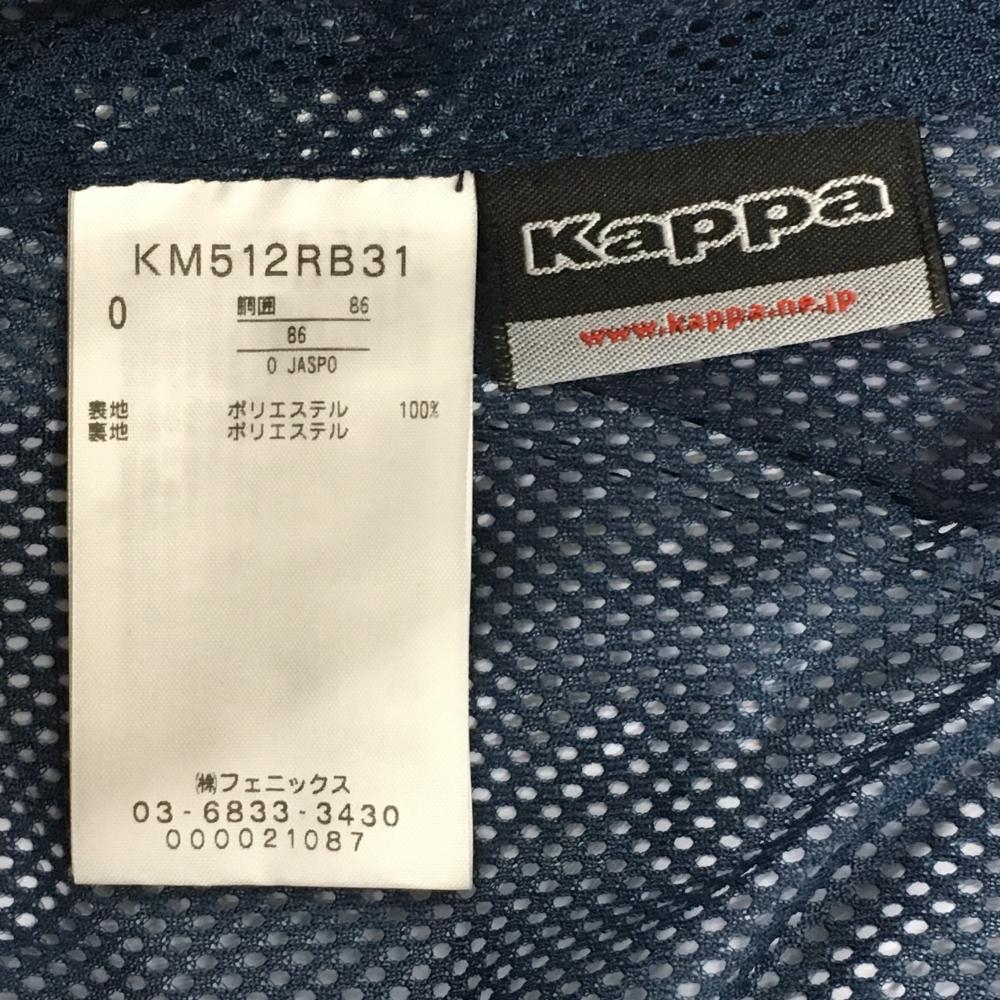 KM512RB31
0
胴囲 86
86
0 JASPO
表地 ポリエステル 100%
裏地 ポリエステル
㈱フェニックス
03-6833-3430
000021087
Kappa
www.kappa.ne.jp